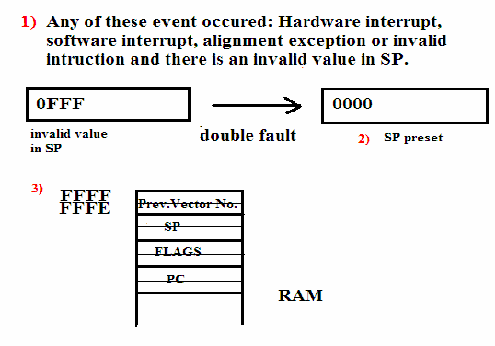 1) Any of these event occured: Hardware interrupt,
software interrupt, alignment exception or invalid
intruction and there is an invalid value in SP.
0FFF
0000
invalid value
in SP
double fault
2) SP preset
3)
FFFF
FFFE
Prev.Vector No.
SP
FLAGS
PC
RAM